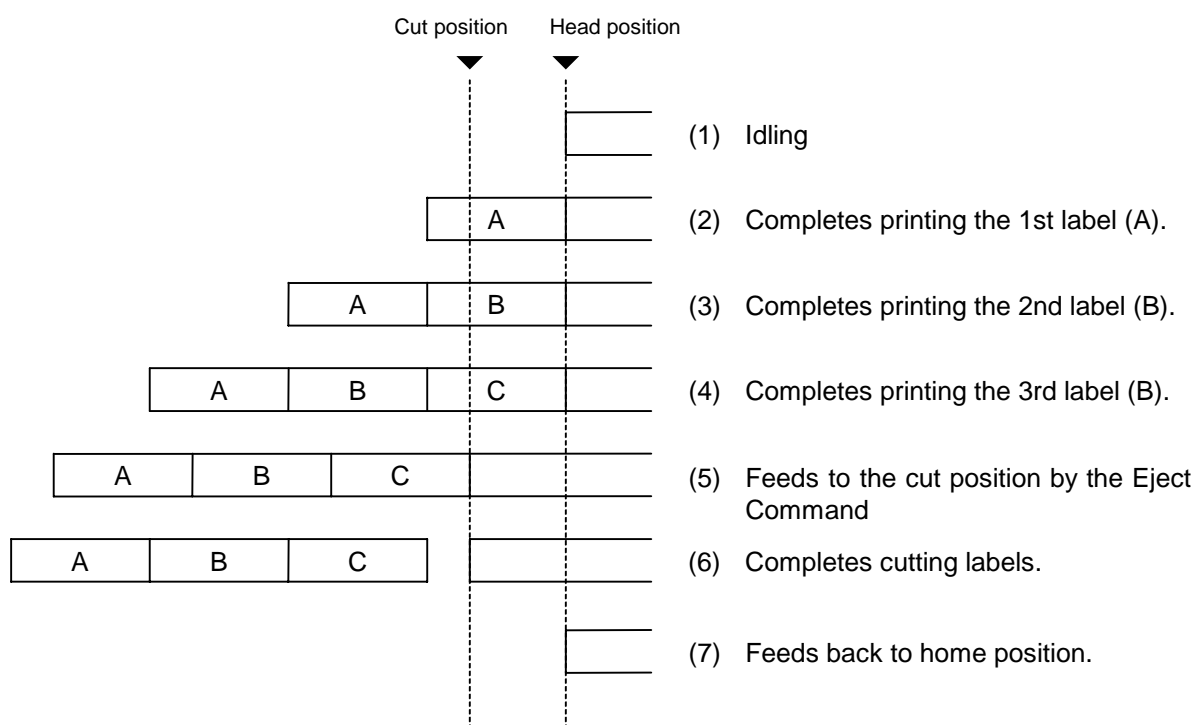 Cut position Head position
(1) Idling
A (2) Completes printing the 1st label (A).
A B (3) Completes printing the 2nd label (B).
A B C (4) Completes printing the 3rd label (B).
A B C (5) Feeds to the cut position by the Eject
Command
A B C (6) Completes cutting labels.
(7) Feeds back to home position.